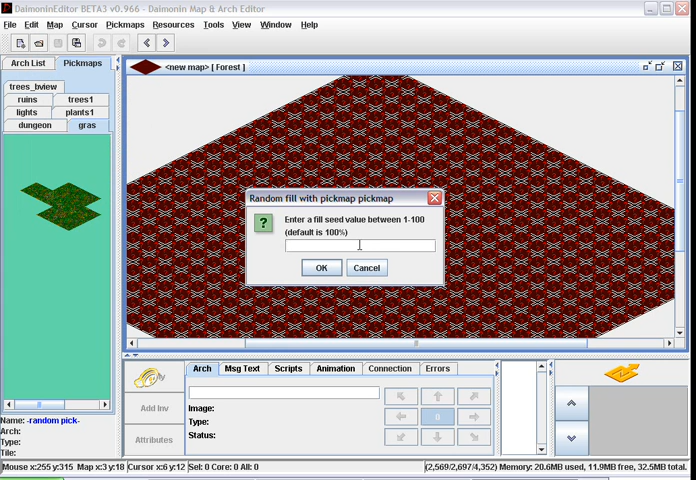 DaimoninEditor BETA3 v0.966 - Daimonin Map & Arch Editor
File Edit Map Cursor Pickmaps Resources Tools View Window Help
Arch List Pickmaps
trees_bview
ruins trees1
lights plants1
dungeon gras
<new map> [ Forest ]
Random fill with pickmap pickmap
Enter a fill seed value between 1-100
(default is 100%)
OK Cancel
Name: -random pick-
Arch:
Type:
Tile:
Add Inv
Attributes
Arch Msg Text Scripts Animation Connection Errors
Image:
Type:
Status:
0
Mouse x:255 y:315 Map x:3 y:18 Cursor x:6 y:12 Sel: 0 Core: All: 0 (2,569/2,697/4,352) Memory: 20.6MB used, 11.9MB free, 32.5MB total.